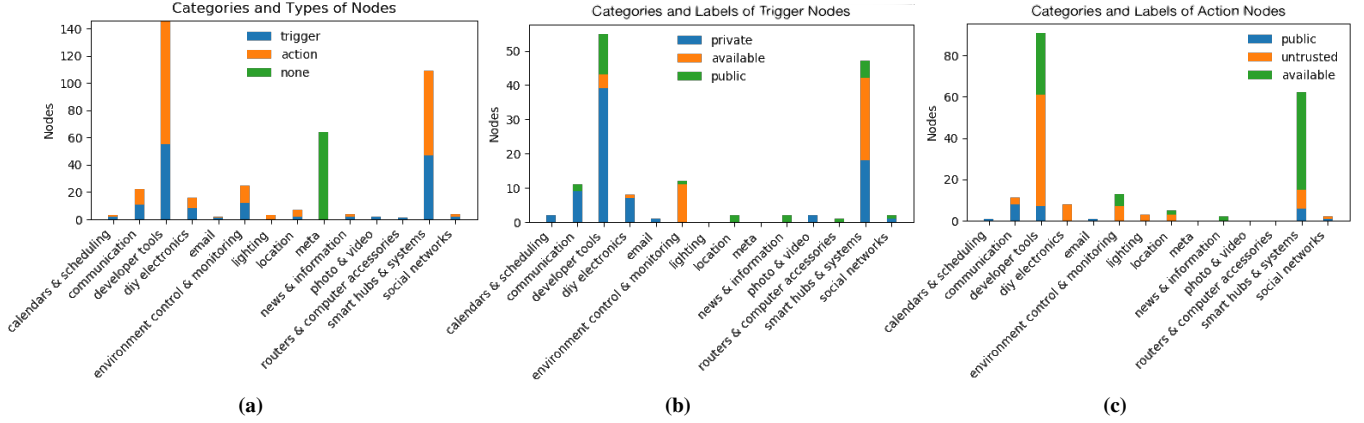 Categories and Types of Nodes
140
120
100
80
60
40
20
0
Nodes
trigger
action
none
calendars & scheduling
communication
developer tools
diy electronics
email
environment control & monitoring
lighting
location
meta
news & information
photo & video
routers & computer accessories
smart hubs & systems
social networks
(a)
Categories and Labels of Trigger Nodes
50
40
30
20
10
0
Nodes
private
available
public
calendars & scheduling
communication
developer tools
diy electronics
email
environment control & monitoring
lighting
location
meta
news & information
photo & video
routers & computer accessories
smart hubs & systems
social networks
(b)
Categories and Labels of Action Nodes
80
60
40
20
0
Nodes
public
untrusted
available
calendars & scheduling
communication
developer tools
diy electronics
email
environment control & monitoring
lighting
location
meta
news & information
photo & video
routers & computer accessories
smart hubs & systems
social networks
(c)